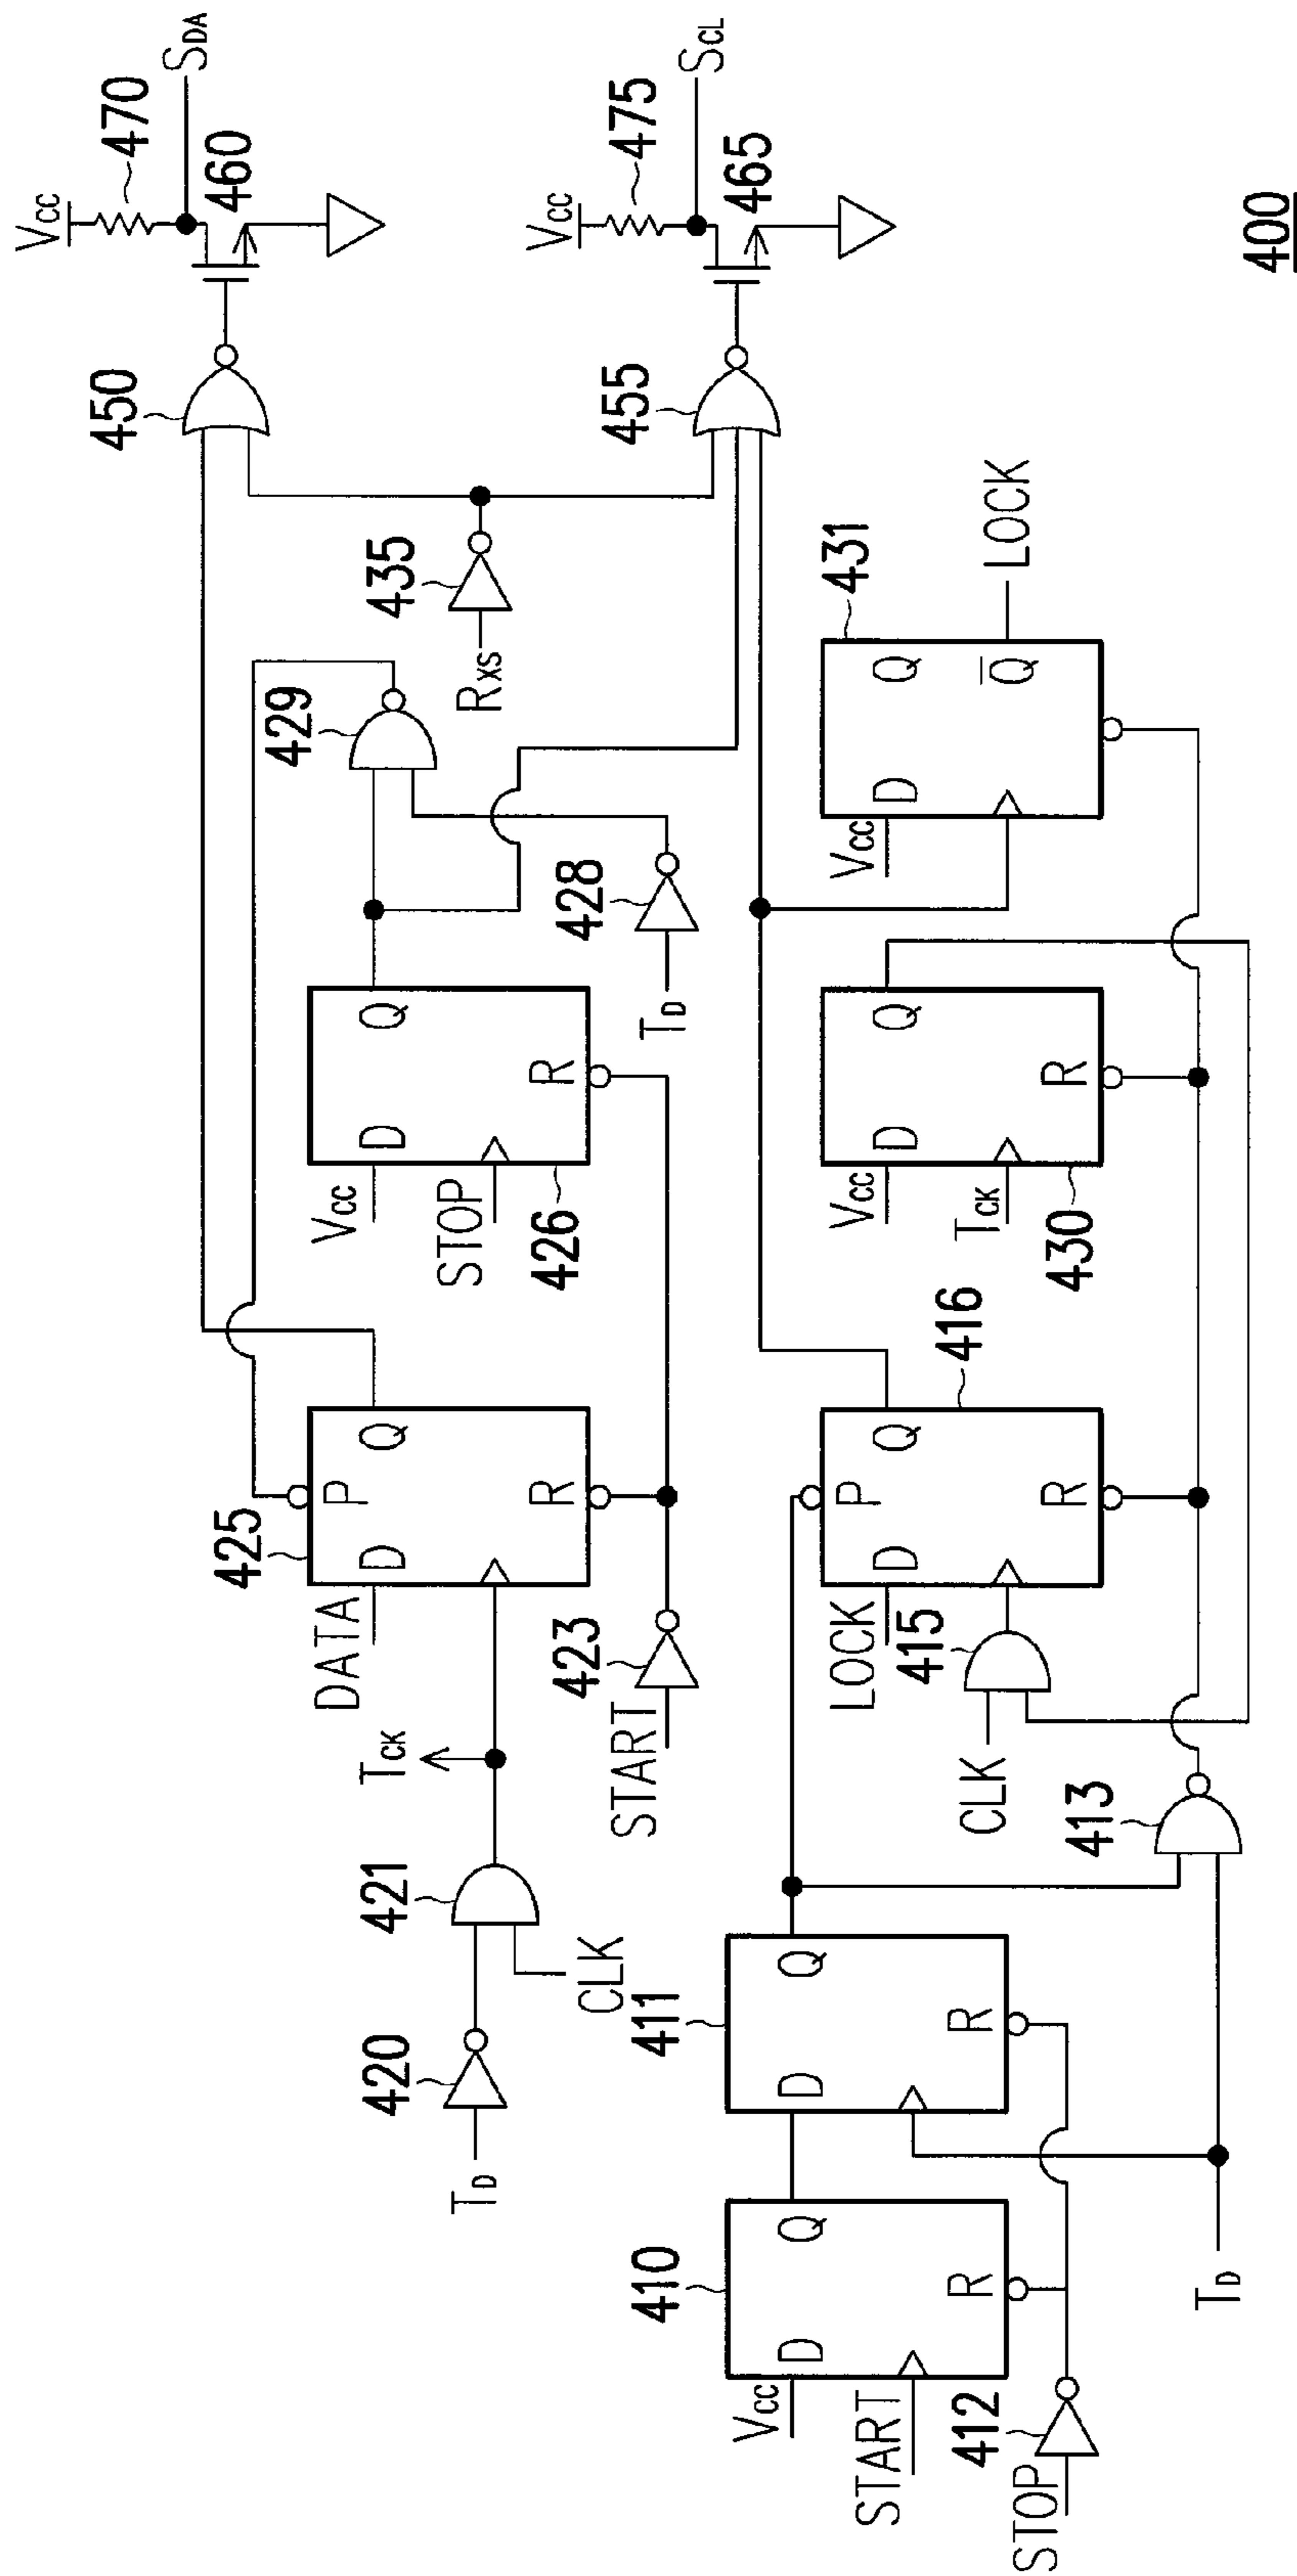 Vcc
470
SDA
450
460
429
435
RXS
Vcc
475
SCL
455
465
425
DATA
D
P
Q
R
Vcc
D
Q
STOP
R
426
428
TD
TCK
421
420
TD
CLK
START
423
431
Vcc
D
Q
Q̅
LOCK
Vcc
D
Q
TCK
R
430
416
LOCK
D
P
Q
R
415
CLK
413
411
D
Q
R
410
Vcc
D
Q
START
R
412
STOP
TD
400